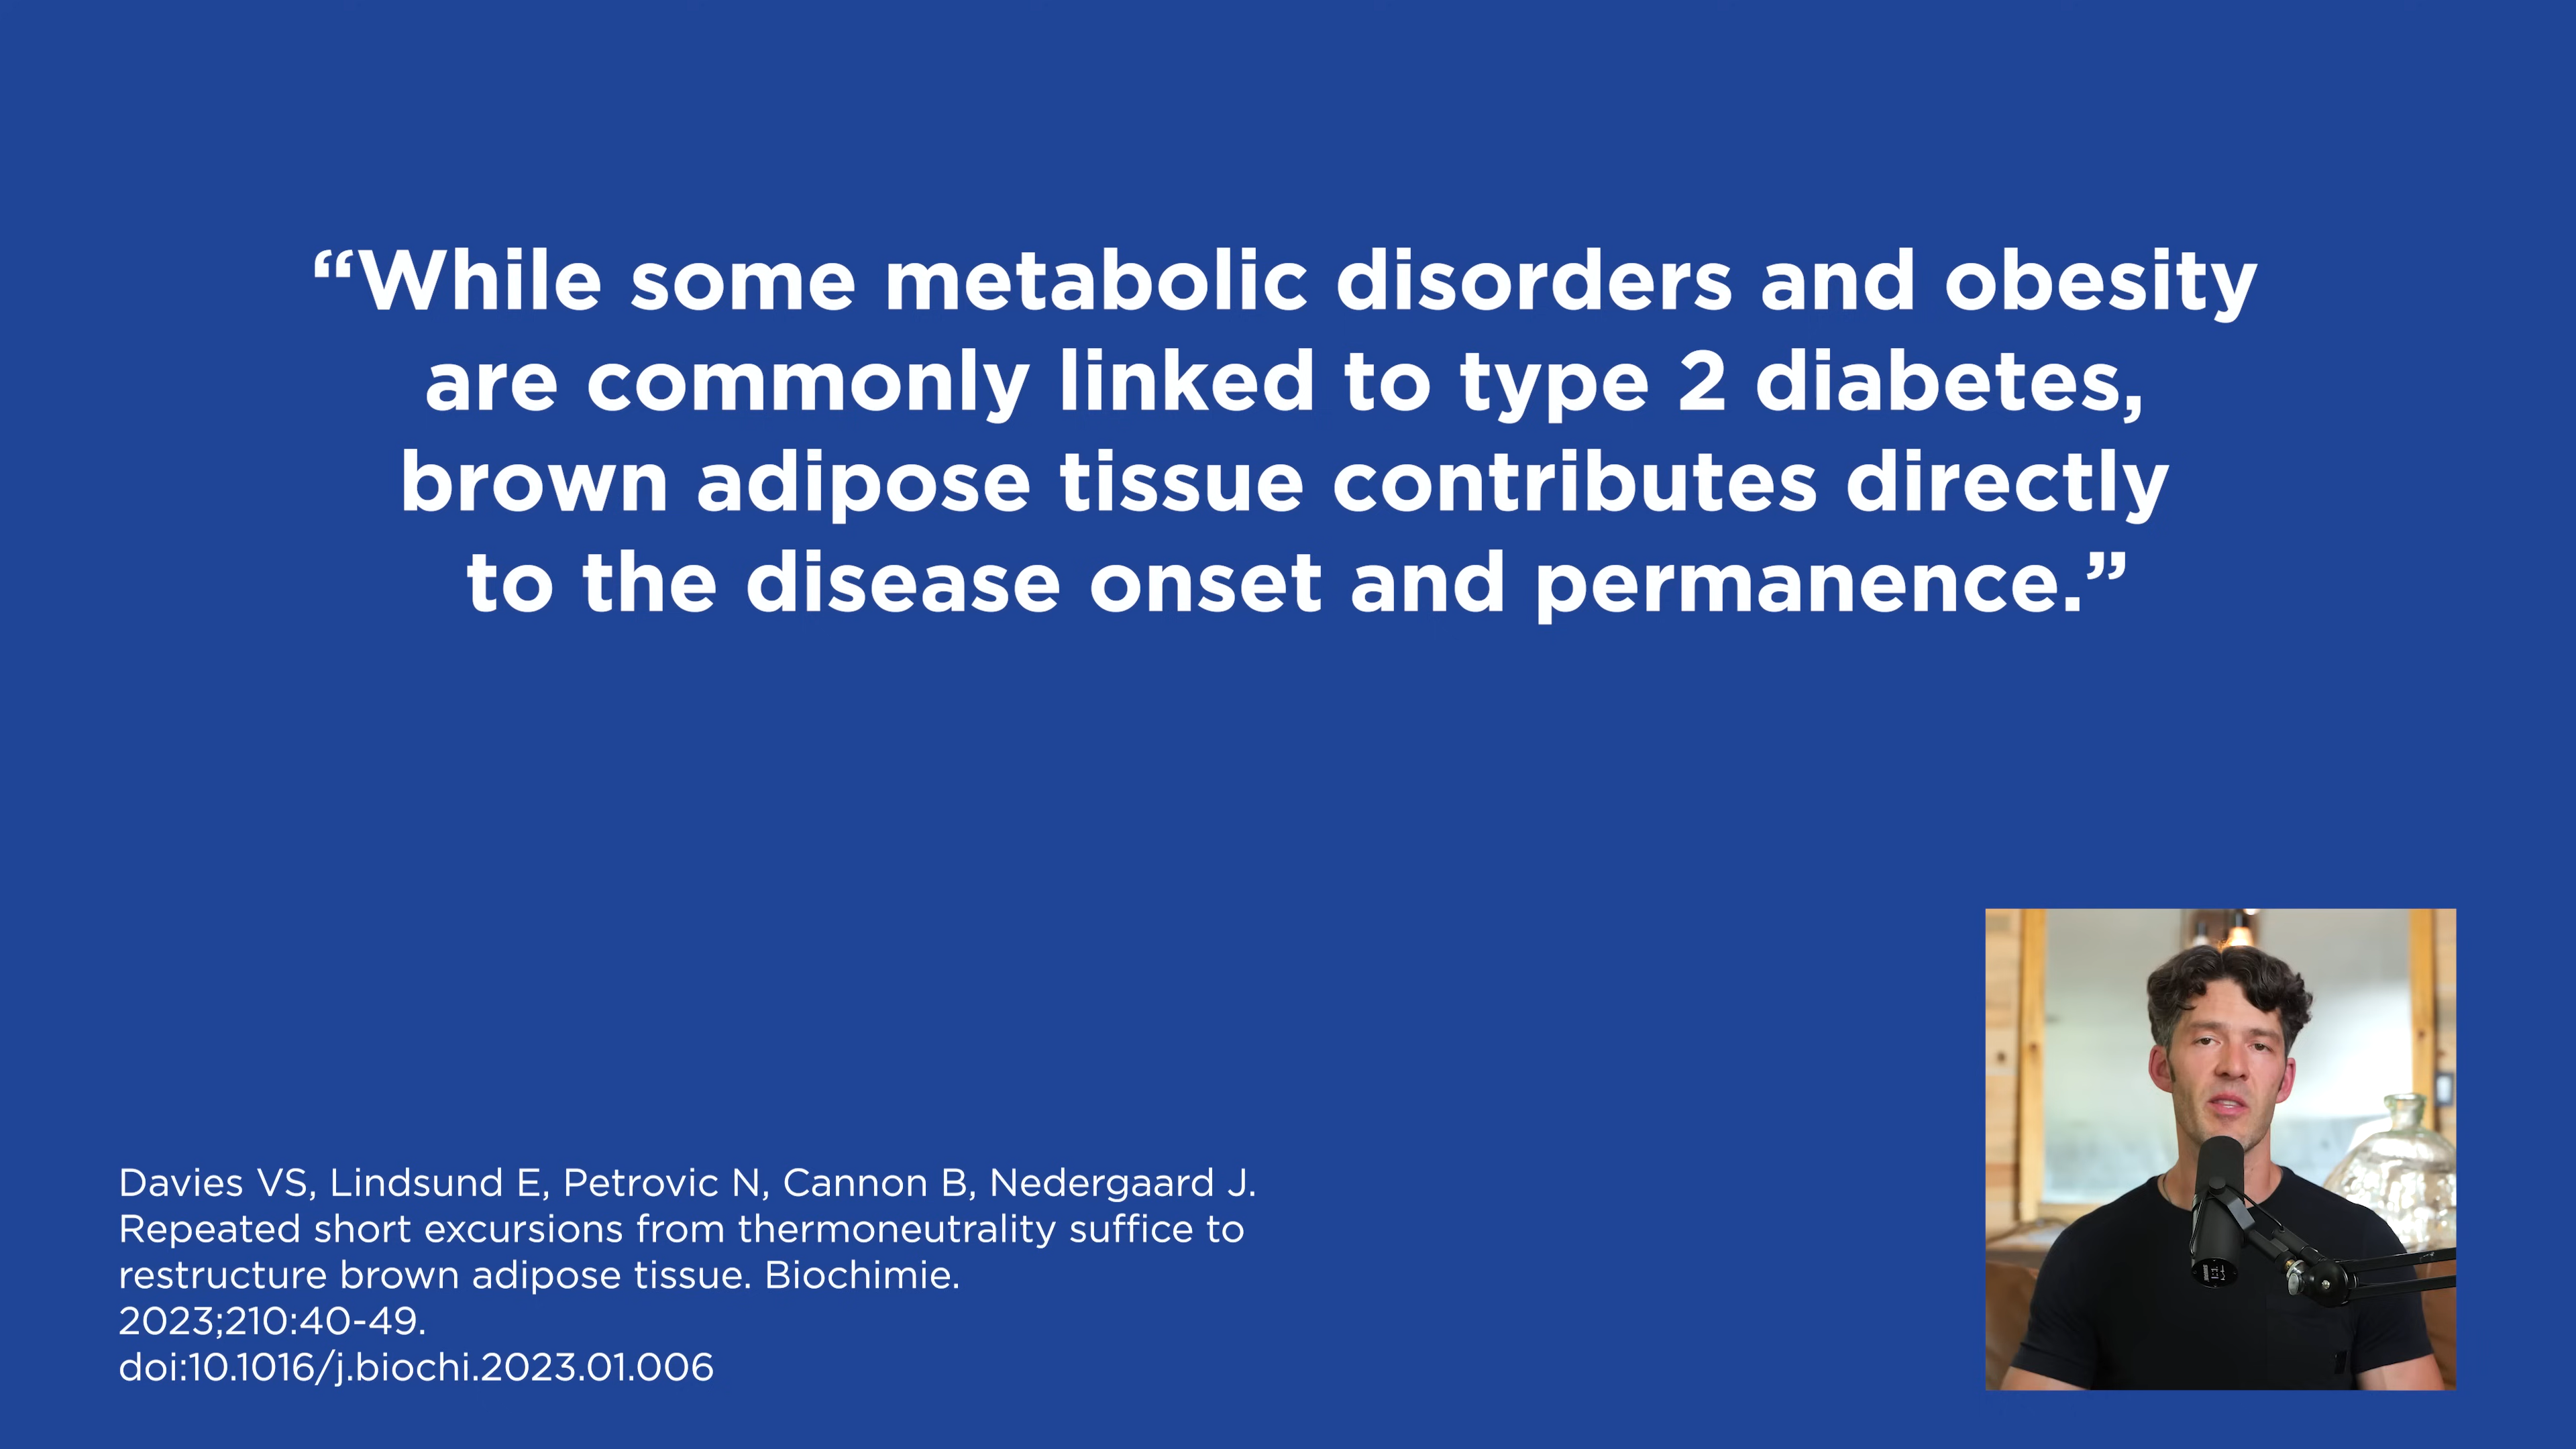 “While some metabolic disorders and obesity
are commonly linked to type 2 diabetes,
brown adipose tissue contributes directly
to the disease onset and permanence.”
Davies VS, Lindsund E, Petrovic N, Cannon B, Nedergaard J.
Repeated short excursions from thermoneutrality suffice to
restructure brown adipose tissue. Biochimie.
2023;210:40-49.
doi:10.1016/j.biochi.2023.01.006